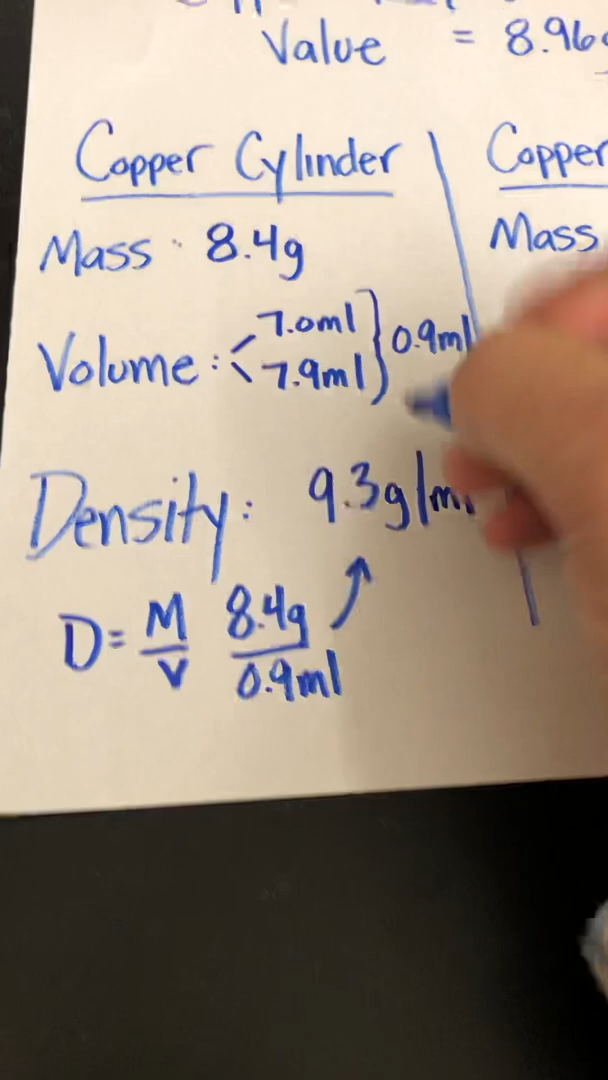 Value = 8.96g
Copper Cylinder
Mass: 8.4g
Volume: 7.0ml
7.9ml
0.9ml
Density: 9.3g/m
D= M/V 8.4g/0.9ml
Copper
Mass